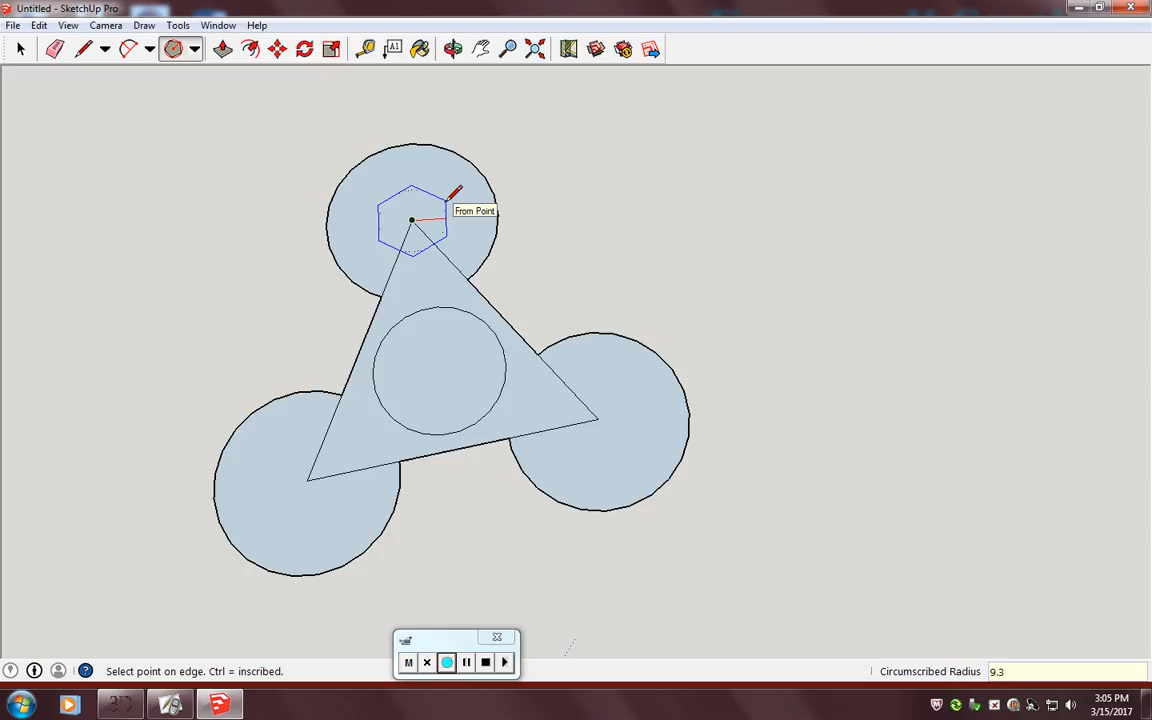 Untitled - SketchUp Pro
File Edit View Camera Draw Tools Window Help
A1
From Point
M
Select point on edge. Ctrl = inscribed.
Circumscribed Radius 9.3
3:05 PM
3/15/2017